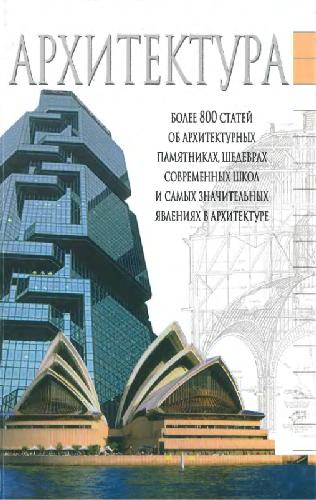 АРХИТЕКТУРА
БОЛЕЕ 800 СТАТЕЙ
ОБ АРХИТЕКТУРНЫХ
ПАМЯТНИКАХ, ШЕДЕВРАХ
СОВРЕМЕННЫХ ШКОЛ
И САМЫХ ЗНАЧИТЕЛЬНЫХ
ЯВЛЕНИЯХ В АРХИТЕКТУРЕ